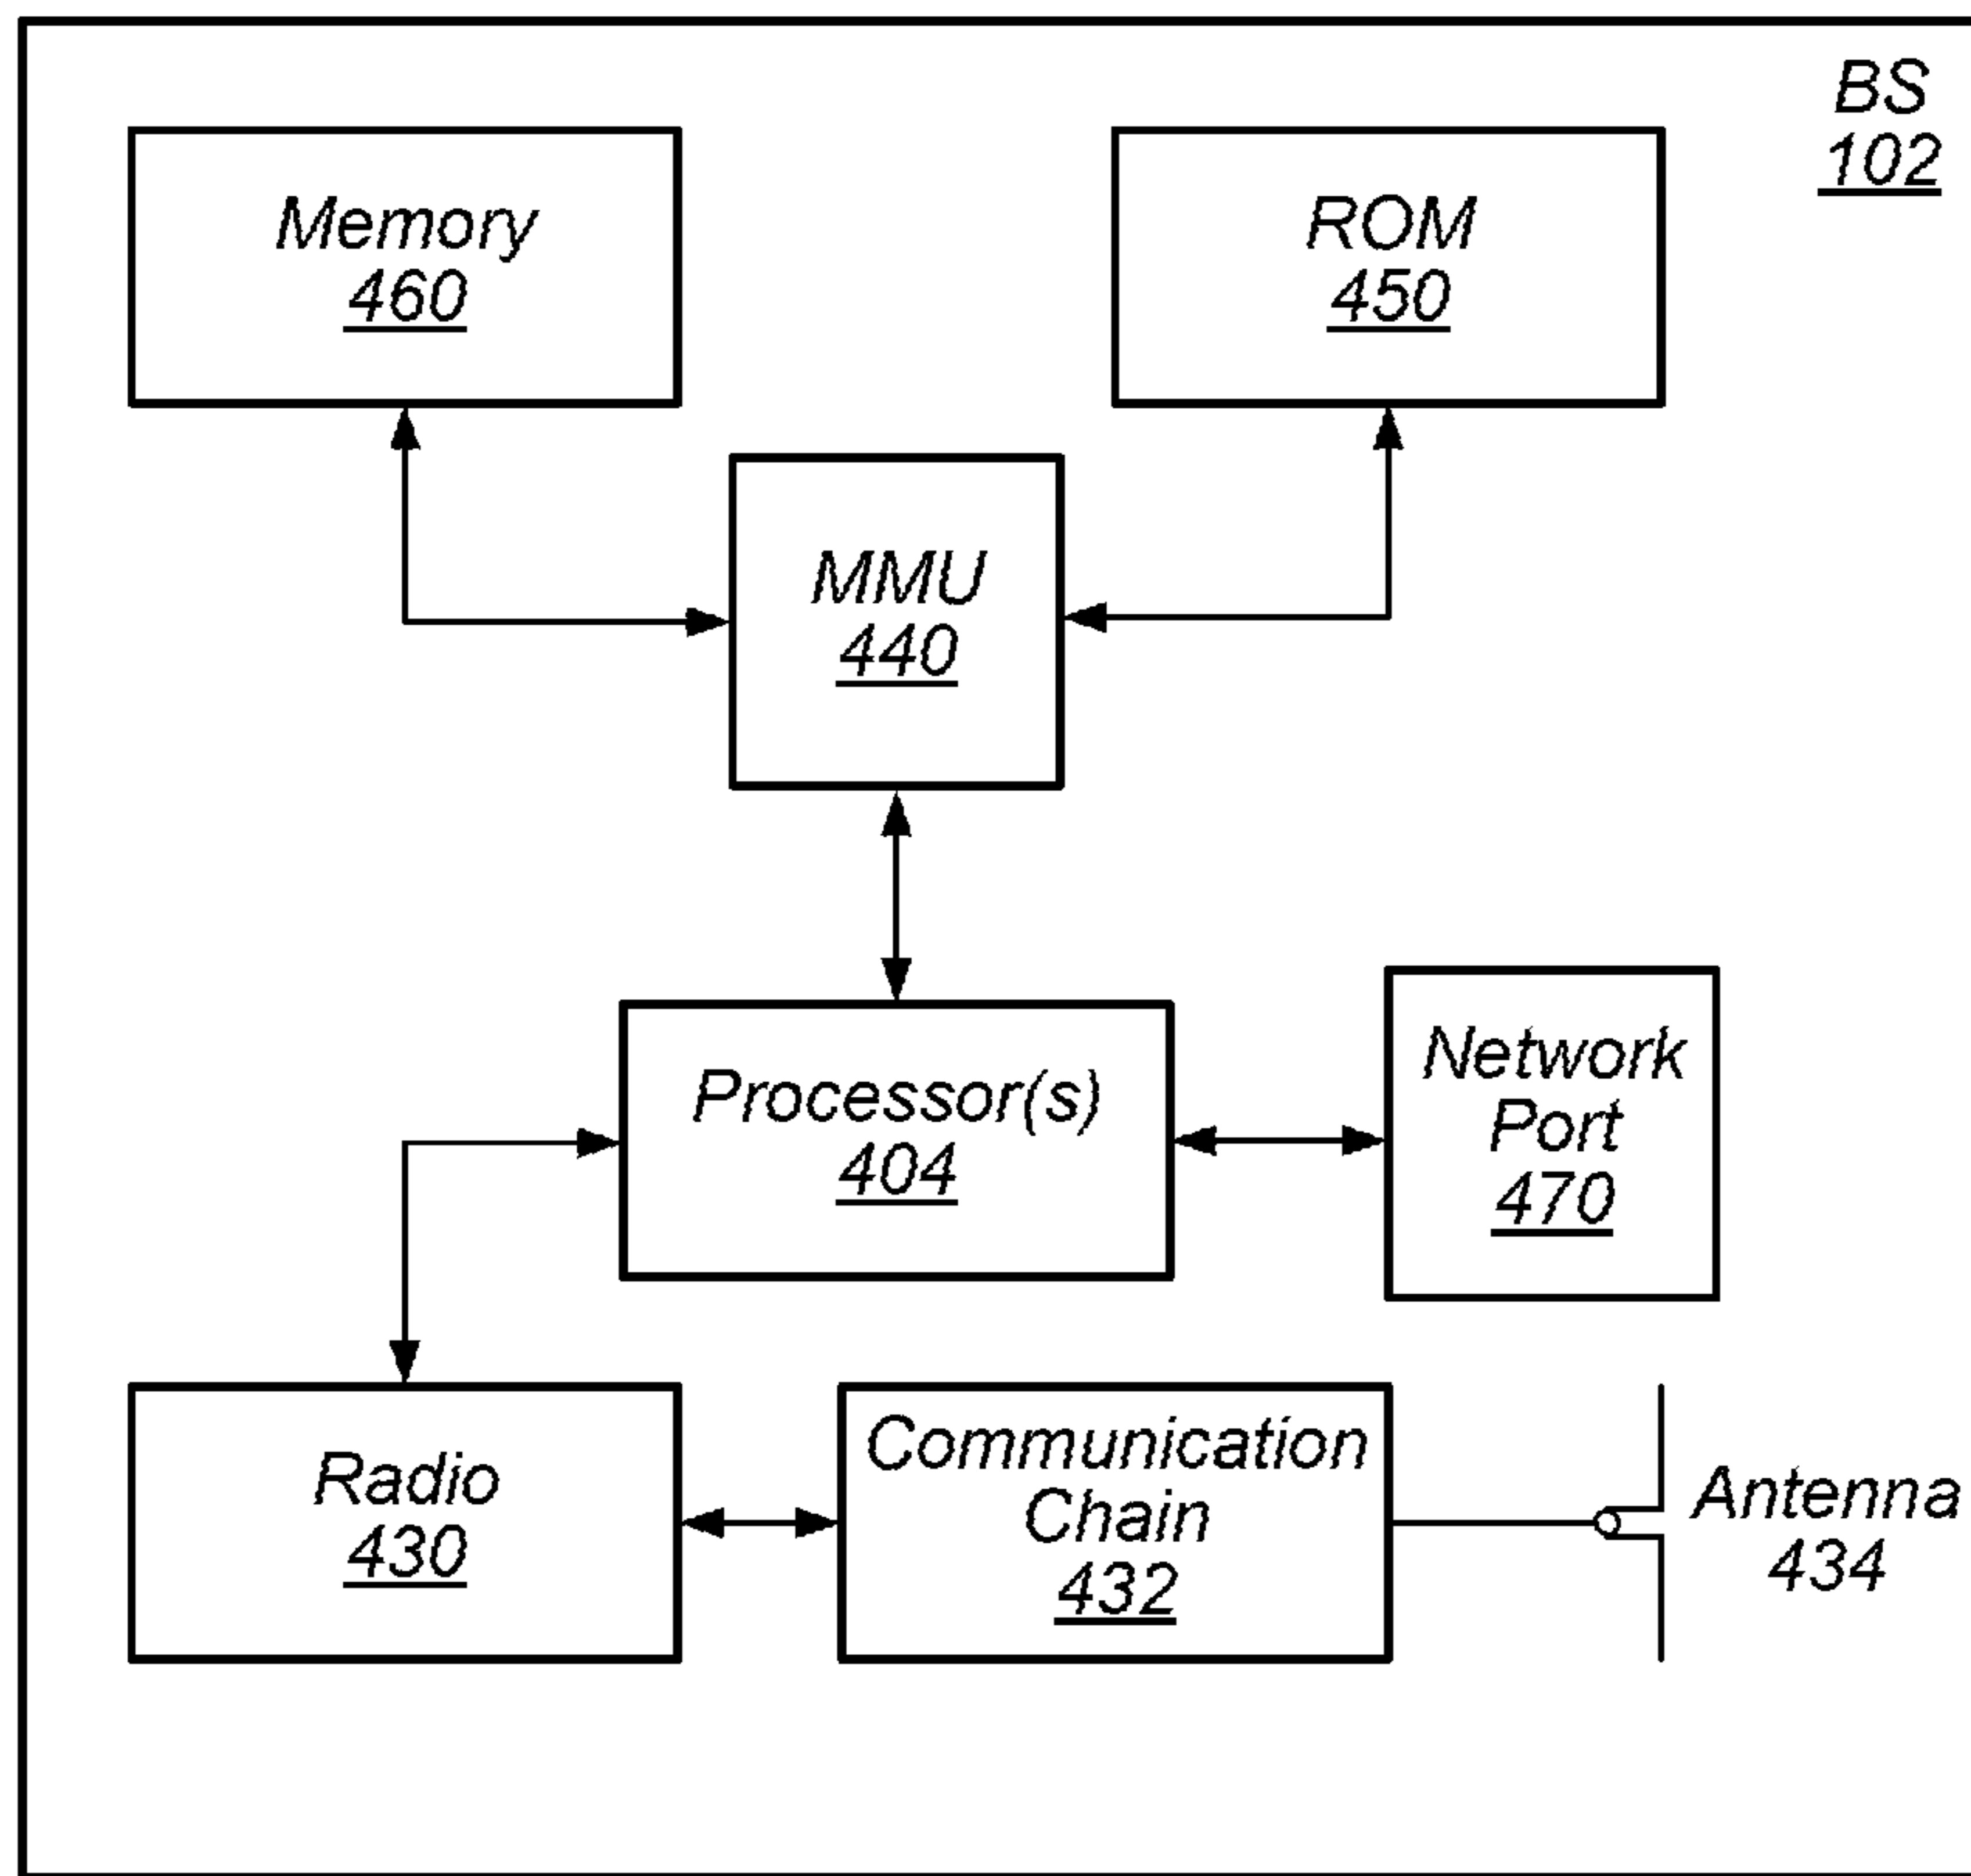 BS
102
Memory
460
ROM
450
MMU
440
Processor(s)
404
Network
Port
470
Radio
430
Communication
Chain
432
Antenna
434